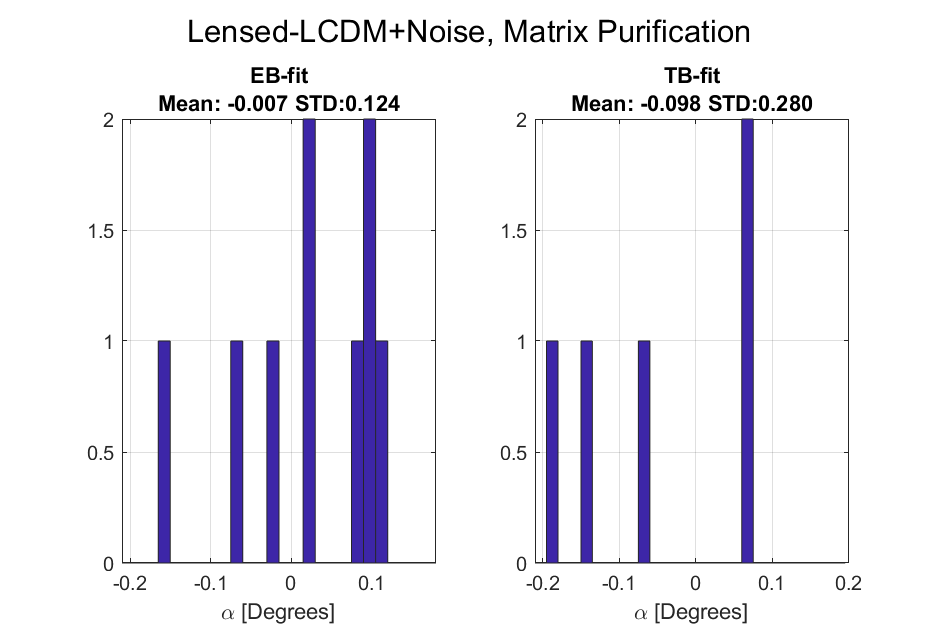 Lensed-LCDM+Noise, Matrix Purification
EB-fit
Mean: -0.007 STD:0.124
2
1.5
1
0.5
0
-0.2 -0.1 0 0.1
α [Degrees]
TB-fit
Mean: -0.098 STD:0.280
2
1.5
1
0.5
0
-0.2 -0.1 0 0.1 0.2
α [Degrees]